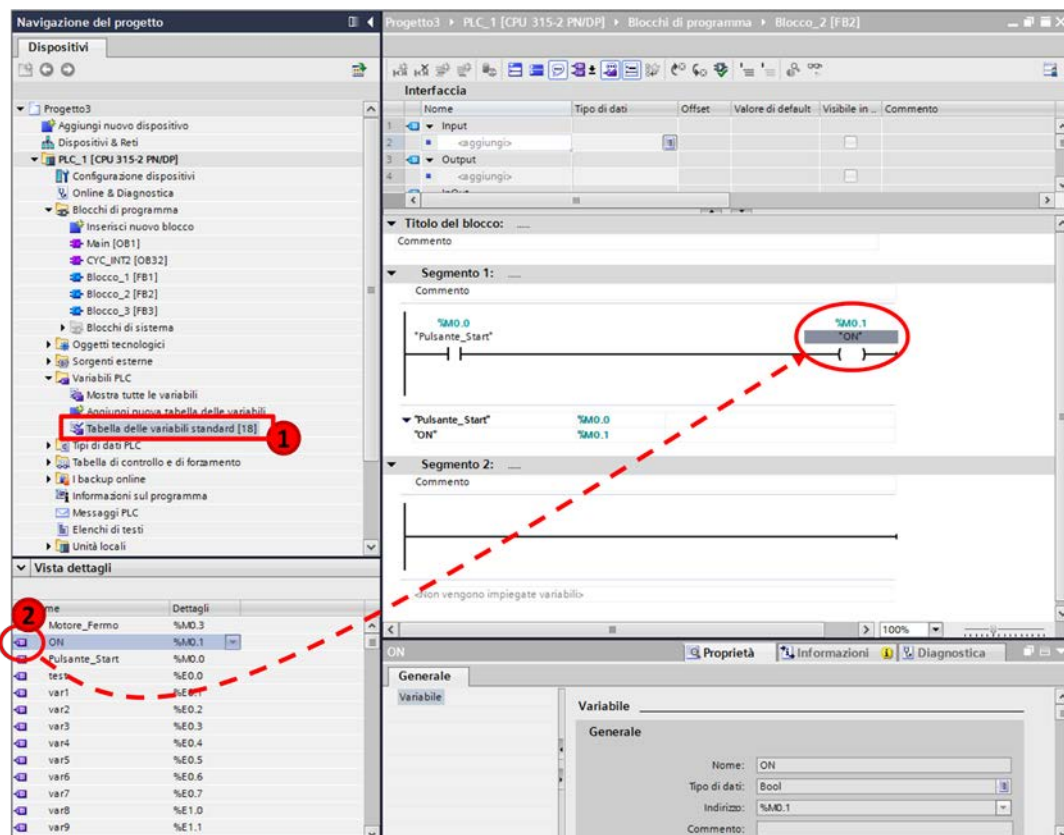 Navigazione del progetto
Dispositivi
Progetto3
Aggiungi nuovo dispositivo
Dispositivi & Reti
PLC_1 [CPU 315-2 PN/DP]
Configurazione dispositivi
Online & Diagnostica
Blocchi di programma
Inserisci nuovo blocco
Main [OB1]
CYC_INT2 [OB32]
Blocco_1 [FB1]
Blocco_2 [FB2]
Blocco_3 [FB3]
Blocchi di sistema
Oggetti tecnologici
Sorgenti esterne
Variabili PLC
Mostra tutte le variabili
Aggiungi nuova tabella delle variabili
Tabella delle variabili standard [18]
1
Tipi di dati PLC
Tabella di controllo e di forzamento
I backup online
Informazioni sul programma
Messaggi PLC
Elenchi di testi
Unità locali
Vista dettagli
2
me Dettagli
Motore_Fermo %M0.3
ON %M0.1
Pulsante_Start %M0.0
test %E0.0
var1 %E0.1
var2 %E0.2
var3 %E0.3
var4 %E0.4
var5 %E0.5
var6 %E0.6
var7 %E0.7
var8 %E1.0
var9 %E1.1
Progetto3 PLC_1 [CPU 315-2 PN/DP] Blocchi di programma Blocco_2 [FB2]
Interfaccia
Nome Tipo di dati Offset Valore di default Visibile in ... Commento
1 Input
2 <aggiungi>
3 Output
4 <aggiungi>
InOut
Titolo del blocco: .....
Commento
Segmento 1: .....
Commento
%M0.0 %M0.1
"Pulsante_Start" "ON"
"Pulsante_Start" %M0.0
"ON" %M0.1
Segmento 2: .....
Commento
<Non vengono impiegate variabili>
100%
ON Proprietà Informazioni Diagnostica
Generale
Variabile
Variabile
Generale
Nome: ON
Tipo di dati: Bool
Indirizzo: %M0.1
Commento: